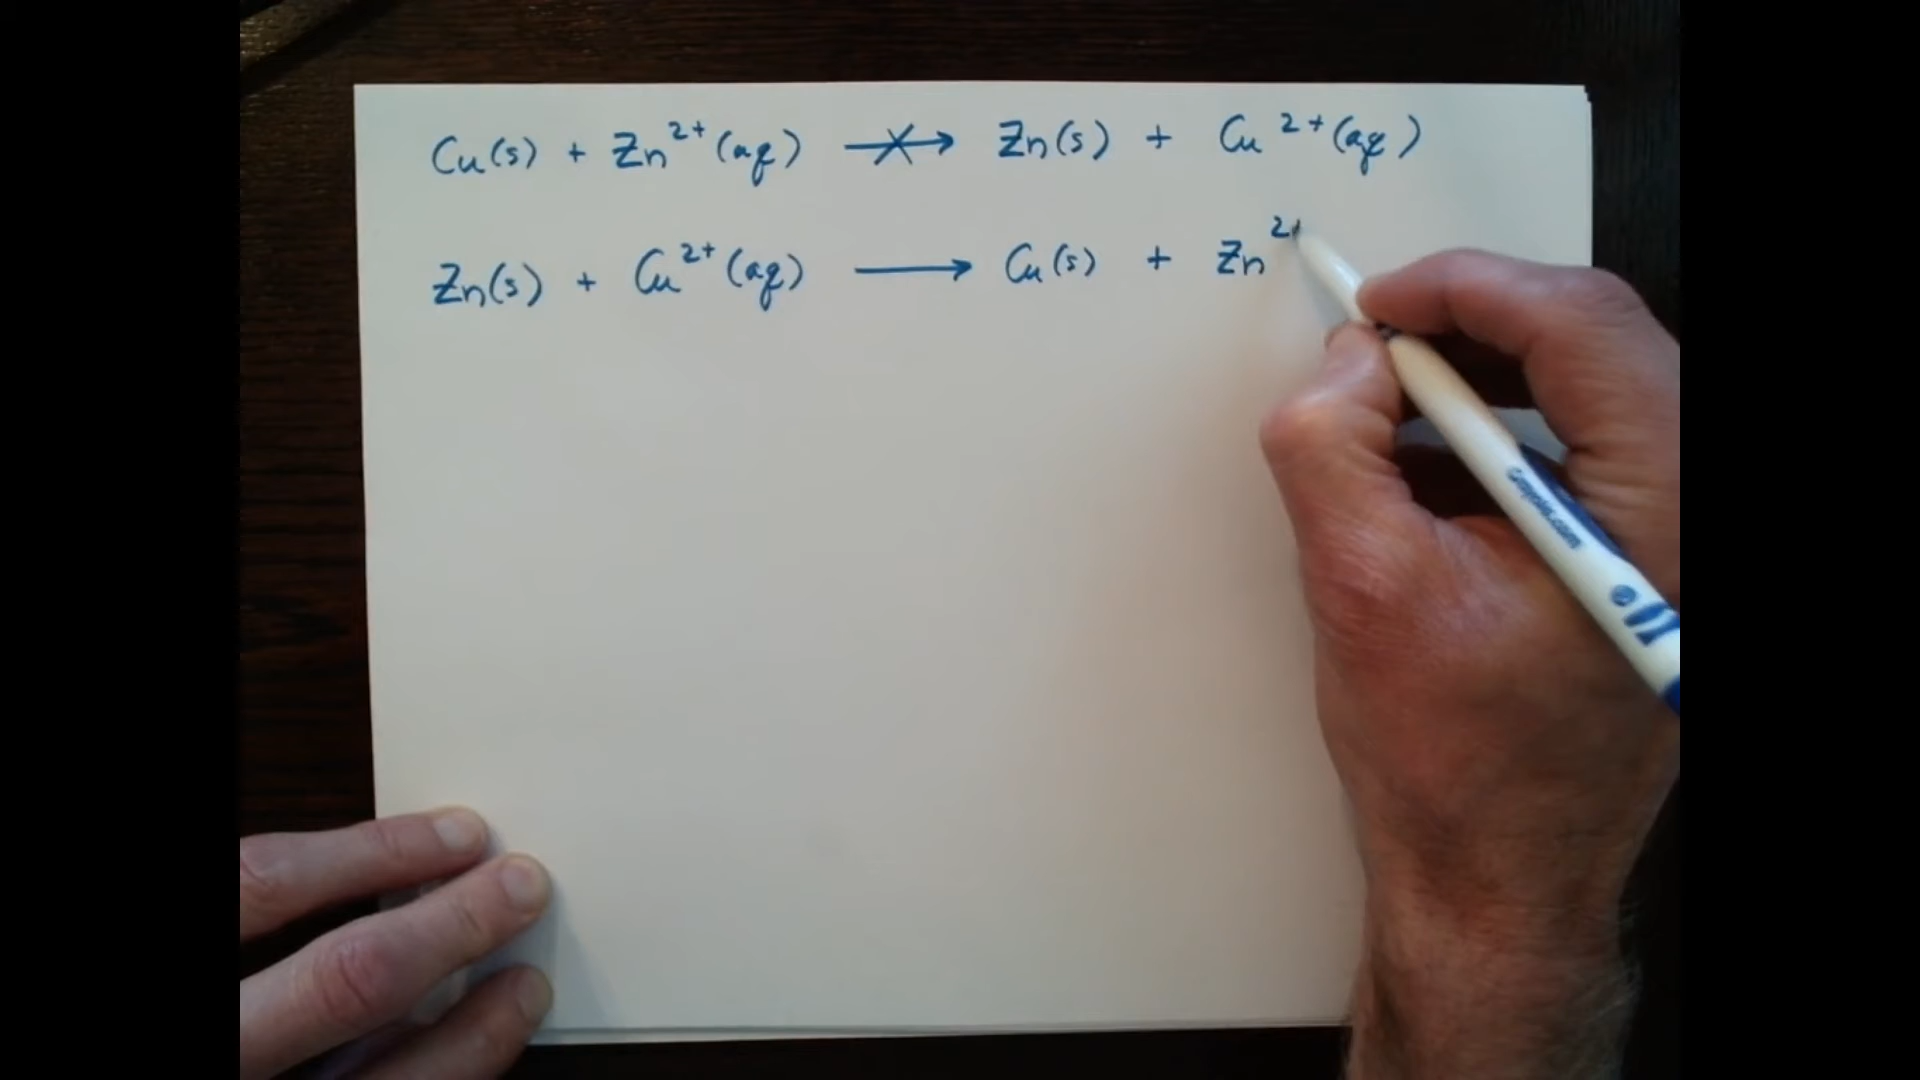 Cu(s) + Zn²⁺(aq) ⟶ Zn(s) + Cu²⁺(aq)
Zn(s) + Cu²⁺(aq) ⟶ Cu(s) + Zn²